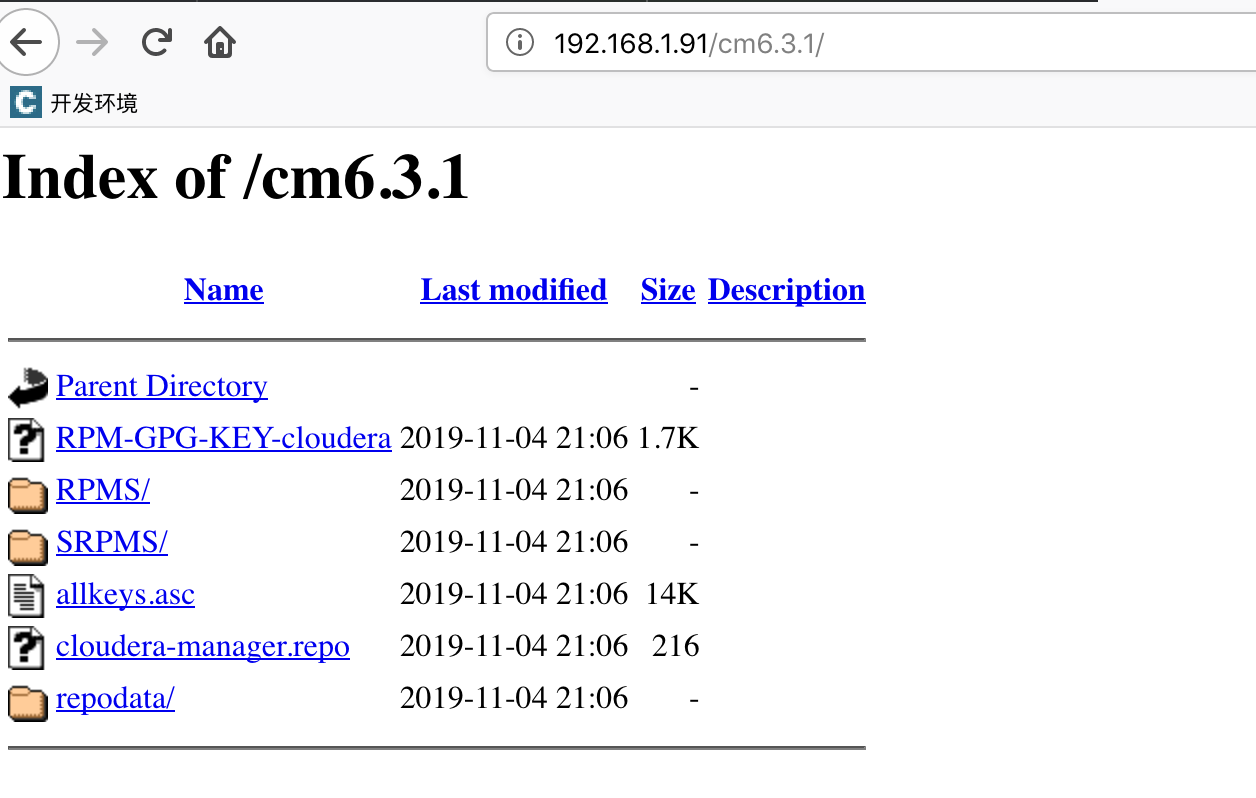 192.168.1.91/cm6.3.1/
C 开发环境
Index of /cm6.3.1
Name Last modified Size Description
Parent Directory -
RPM-GPG-KEY-cloudera 2019-11-04 21:06 1.7K
RPMS/ 2019-11-04 21:06 -
SRPMS/ 2019-11-04 21:06 -
allkeys.asc 2019-11-04 21:06 14K
cloudera-manager.repo 2019-11-04 21:06 216
repodata/ 2019-11-04 21:06 -